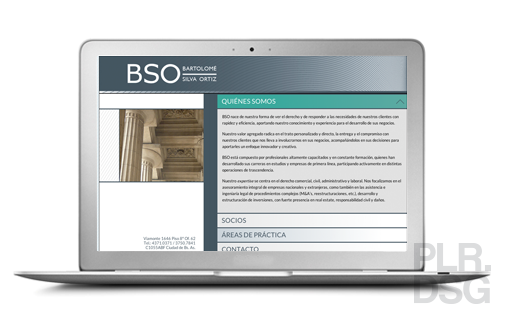 BSO BARTOLOMÉ
SILVA ORTIZ
QUIÉNES SOMOS
BSO nace de nuestra forma de ver el derecho y de responder a las necesidades de nuestros clientes con
rapidez y eficiencia, aportando nuestro conocimiento y experiencia para el desarrollo de sus negocios.
Nuestro valor agregado radica en el trato personalizado y directo, la entrega y el compromiso con
nuestros clientes que nos lleva a involucrarnos en sus negocios, acompañándolos en sus decisiones para
aportarles un enfoque innovador y creativo.
BSO está compuesto por profesionales altamente capacitados y en constante formación, quienes han
desarrollado sus carreras en estudios y empresas de primera línea, participando activamente en distintas
operaciones de trascendencia.
Nuestra expertise se centra en el derecho comercial, civil, administrativo y laboral. Nos focalizamos en el
asesoramiento integral de empresas nacionales y extranjeras, como también en la asistencia e
ingeniería legal de procedimientos complejos (M&A's, reestructuraciones, etc.), desarrollo y
estructuración de inversiones, con fuerte presencia en real estate, responsabilidad civil y daños.
SOCIOS
ÁREAS DE PRÁCTICA
CONTACTO
Viamonte 1646 Piso 8° Of. 62
Tel.: 4371.0371 / 3750.7841
C1055ABF Ciudad de Bs. As.
PLR.
DSG